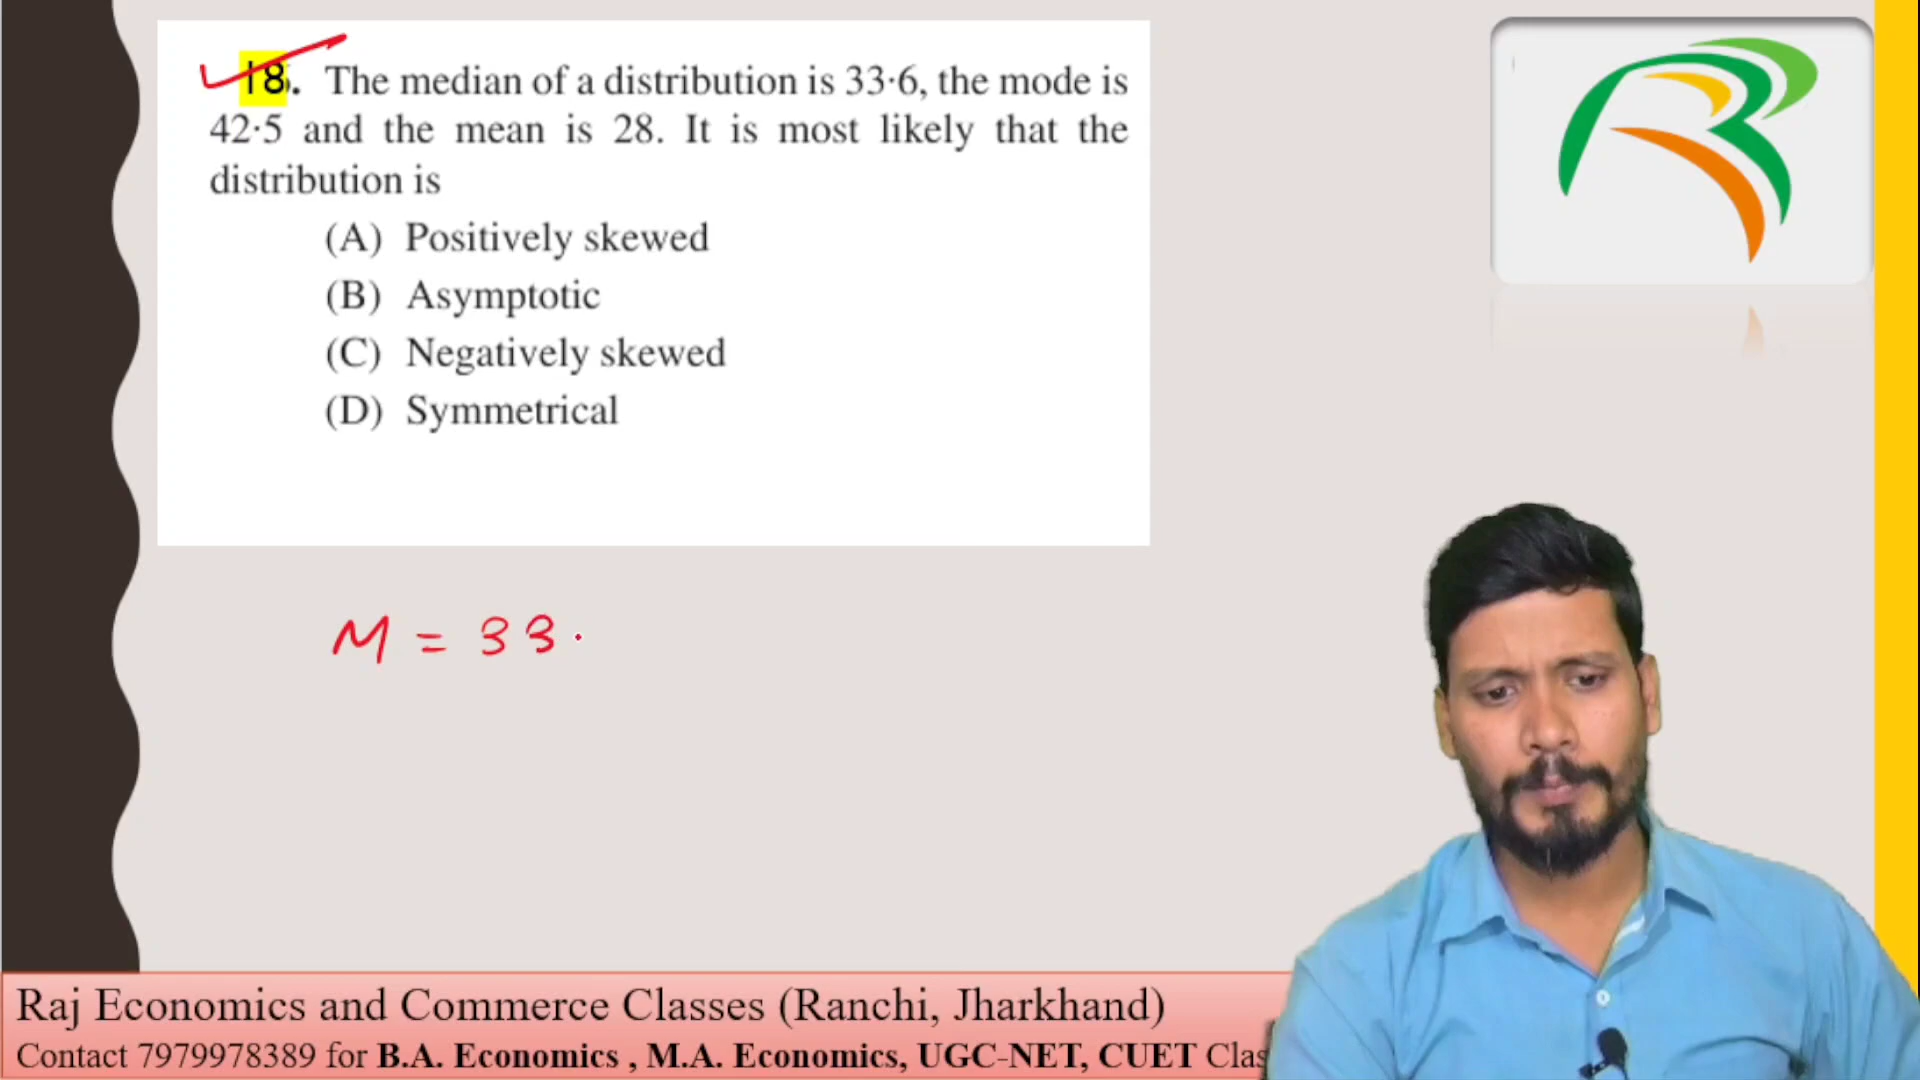 18. The median of a distribution is 33·6, the mode is
42·5 and the mean is 28. It is most likely that the
distribution is
(A) Positively skewed
(B) Asymptotic
(C) Negatively skewed
(D) Symmetrical
M = 33.
Raj Economics and Commerce Classes (Ranchi, Jharkhand)
Contact 7979978389 for B.A. Economics , M.A. Economics, UGC-NET, CUET Clas